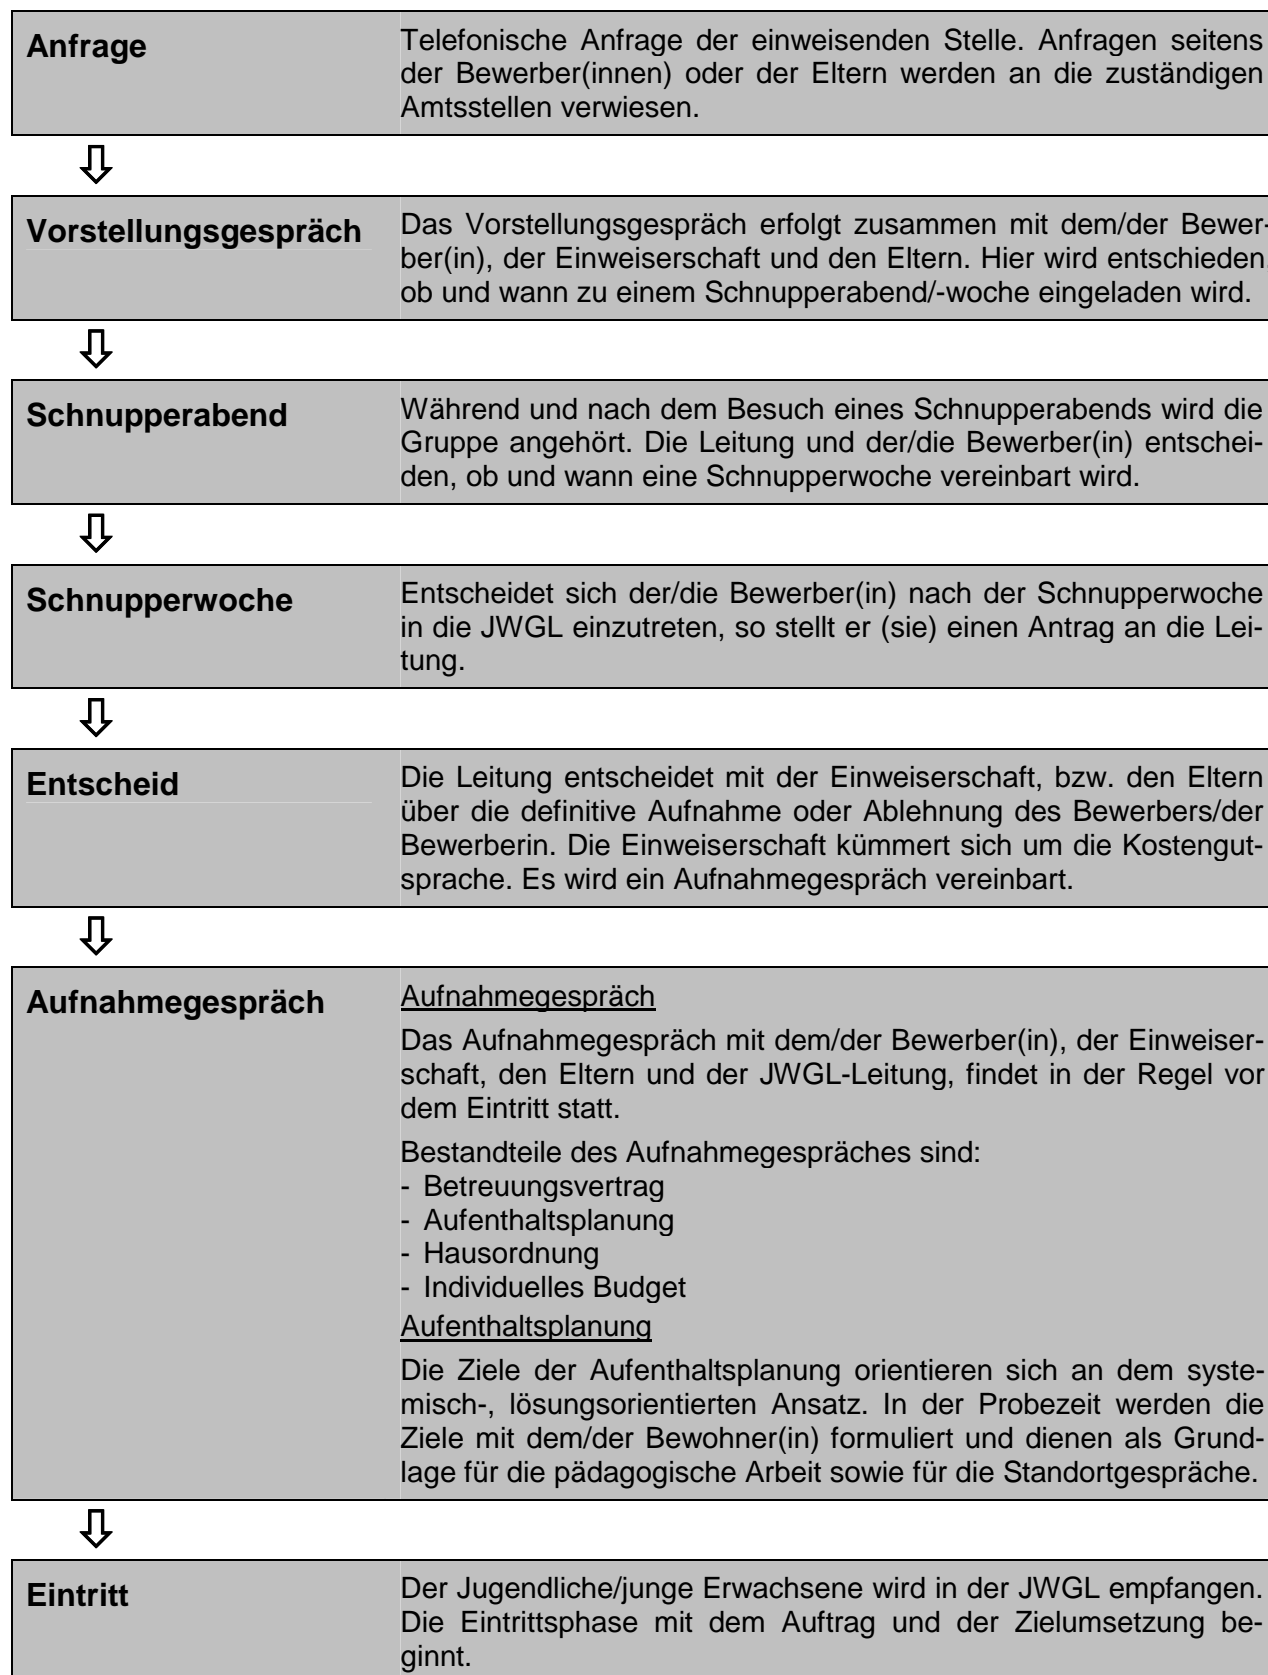 Anfrage
Telefonische Anfrage der einweisenden Stelle. Anfragen seitens
der Bewerber(innen) oder der Eltern werden an die zuständigen
Amtsstellen verwiesen.
Vorstellungsgespräch
Das Vorstellungsgespräch erfolgt zusammen mit dem/der Bewer-
ber(in), der Einweiserschaft und den Eltern. Hier wird entschieden,
ob und wann zu einem Schnupperabend/-woche eingeladen wird.
Schnupperabend
Während und nach dem Besuch eines Schnupperabends wird die
Gruppe angehört. Die Leitung und der/die Bewerber(in) entschei-
den, ob und wann eine Schnupperwoche vereinbart wird.
Schnupperwoche
Entscheidet sich der/die Bewerber(in) nach der Schnupperwoche
in die JWGL einzutreten, so stellt er (sie) einen Antrag an die Lei-
tung.
Entscheid
Die Leitung entscheidet mit der Einweiserschaft, bzw. den Eltern
über die definitive Aufnahme oder Ablehnung des Bewerbers/der
Bewerberin. Die Einweiserschaft kümmert sich um die Kostengut-
sprache. Es wird ein Aufnahmegespräch vereinbart.
Aufnahmegespräch
Aufnahmegespräch
Das Aufnahmegespräch mit dem/der Bewerber(in), der Einweiser-
schaft, den Eltern und der JWGL-Leitung, findet in der Regel vor
dem Eintritt statt.
Bestandteile des Aufnahmegespräches sind:
- Betreuungsvertrag
- Aufenthaltsplanung
- Hausordnung
- Individuelles Budget
Aufenthaltsplanung
Die Ziele der Aufenthaltsplanung orientieren sich an dem syste-
misch-, lösungsorientierten Ansatz. In der Probezeit werden die
Ziele mit dem/der Bewohner(in) formuliert und dienen als Grund-
lage für die pädagogische Arbeit sowie für die Standortgespräche.
Eintritt
Der Jugendliche/junge Erwachsene wird in der JWGL empfangen.
Die Eintrittsphase mit dem Auftrag und der Zielumsetzung be-
ginnt.